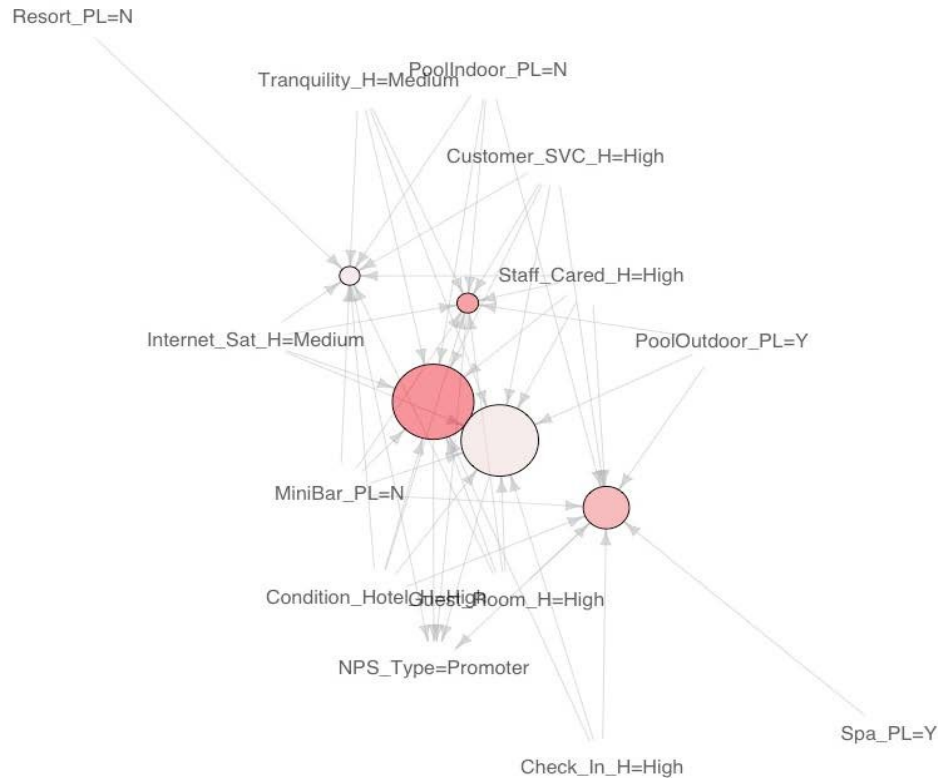 Resort_PL=N
PoolIndoor_PL=N
Tranquility_H=Medium
Customer_SVC_H=High
Staff_Cared_H=High
Internet_Sat_H=Medium
PoolOutdoor_PL=Y
MiniBar_PL=N
Condition_Hotel_H=High
Guest_Room_H=High
NPS_Type=Promoter
Spa_PL=Y
Check_In_H=High